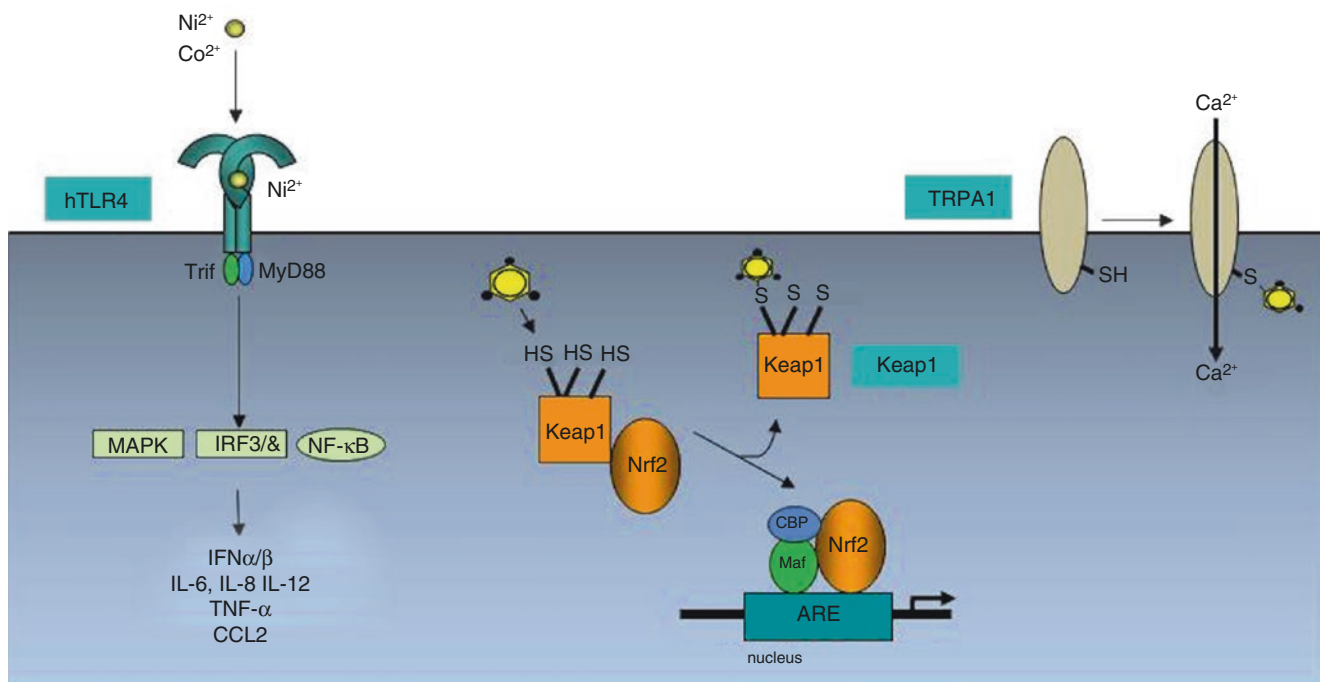 Ni²⁺
Co²⁺
hTLR4
Ni²⁺
Trif
MyD88
MAPK
IRF3/&
NF-κB
IFNα/β
IL-6, IL-8 IL-12
TNF-α
CCL2
HS HS HS
Keap1
Nrf2
S S S
Keap1
Keap1
CBP
Maf
Nrf2
ARE
nucleus
TRPA1
SH
Ca²⁺
S
Ca²⁺